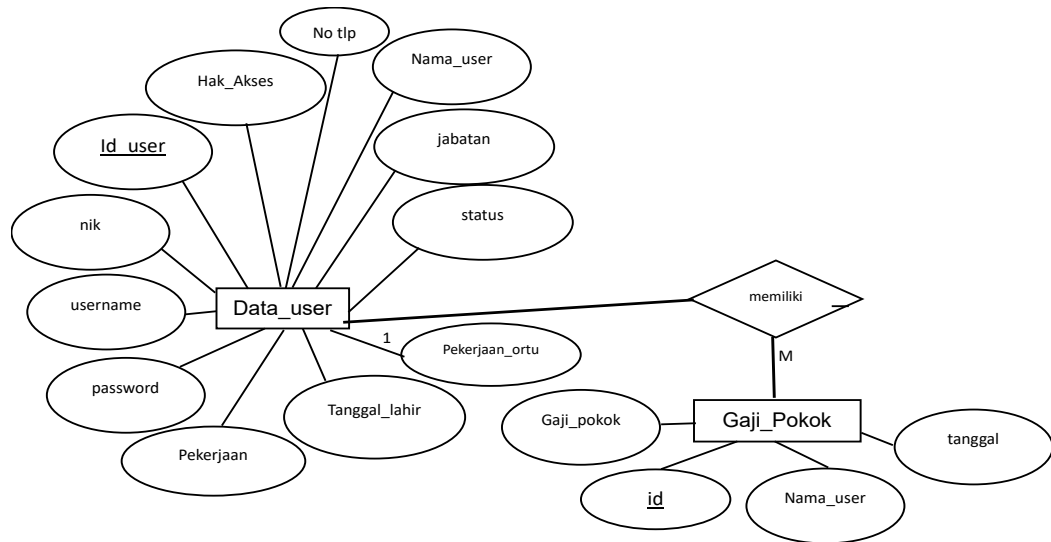 No tlp
Nama_user
Hak_Akses
Id_user
jabatan
nik
status
username
Data_user
memiliki
1
Pekerjaan_ortu
M
password
Tanggal_lahir
Pekerjaan
Gaji_pokok
Gaji_Pokok
tanggal
id
Nama_user